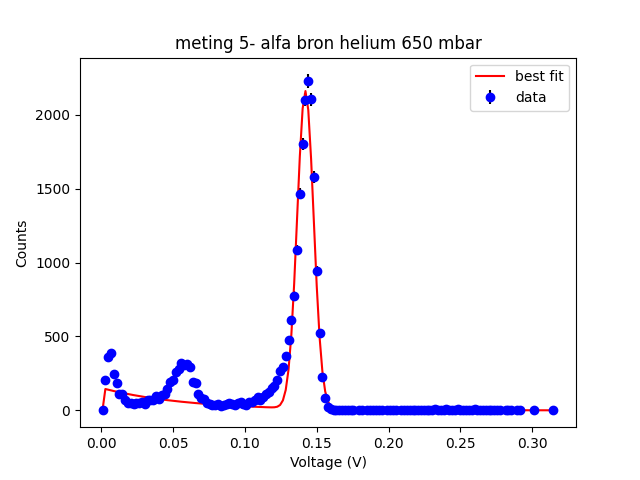 meting 5- alfa bron helium 650 mbar
best fit
data
Counts
2000
1500
1000
500
0
0.00 0.05 0.10 0.15 0.20 0.25 0.30
Voltage (V)